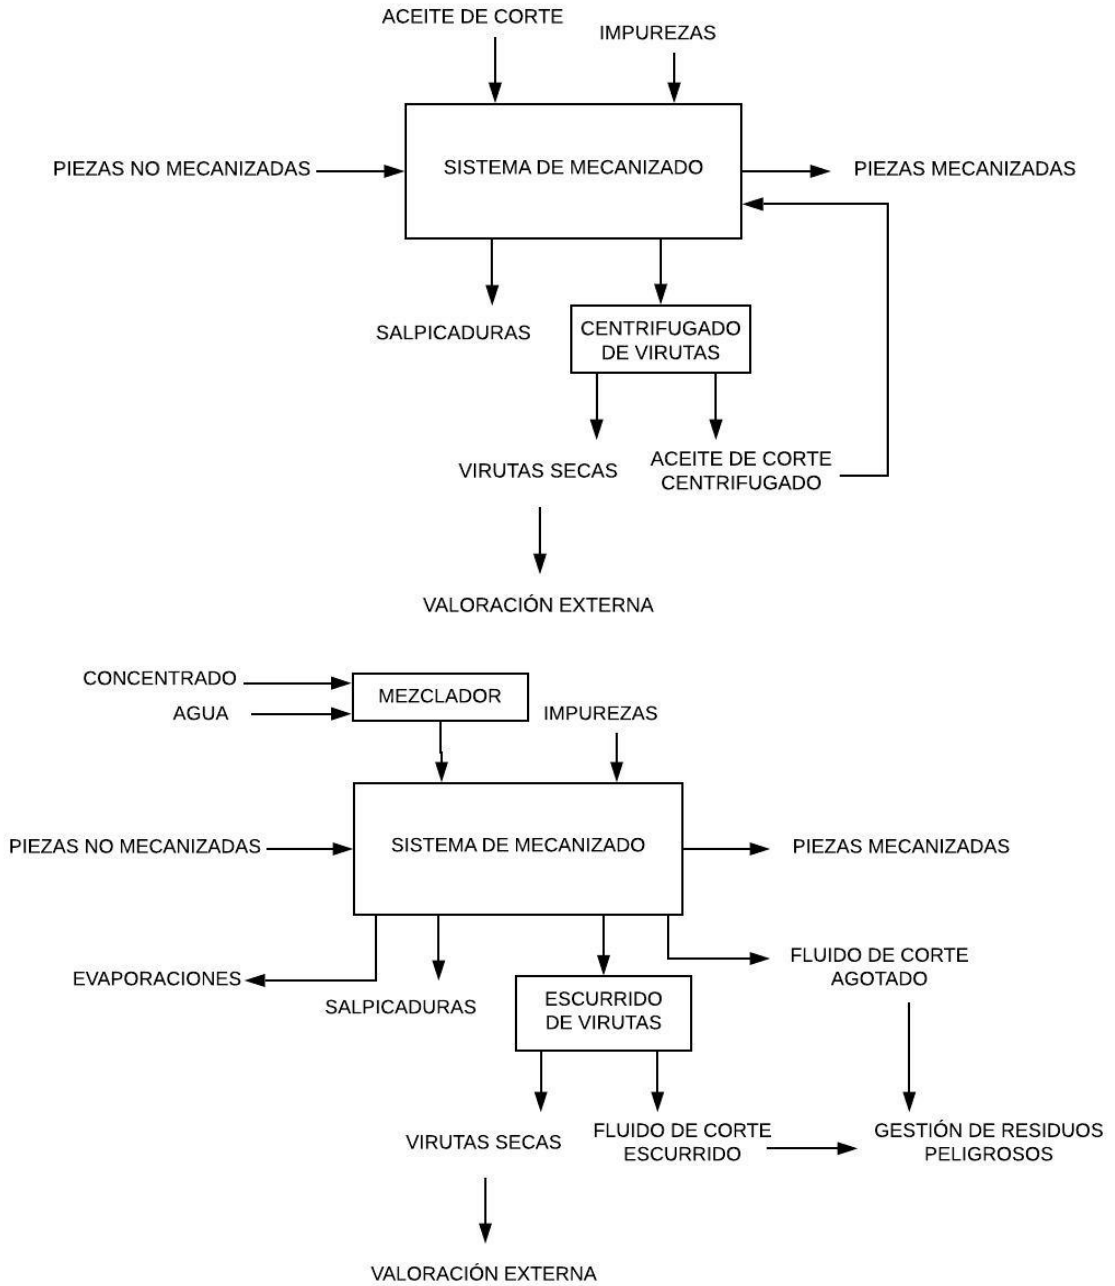 ACEITE DE CORTE
IMPUREZAS
PIEZAS NO MECANIZADAS
SISTEMA DE MECANIZADO
PIEZAS MECANIZADAS
SALPICADURAS
CENTRIFUGADO
DE VIRUTAS
VIRUTAS SECAS
ACEITE DE CORTE
CENTRIFUGADO
VALORACIÓN EXTERNA
CONCENTRADO
AGUA
MEZCLADOR
IMPUREZAS
PIEZAS NO MECANIZADAS
SISTEMA DE MECANIZADO
PIEZAS MECANIZADAS
EVAPORACIONES
SALPICADURAS
ESCURRIDO
DE VIRUTAS
FLUIDO DE CORTE
AGOTADO
VIRUTAS SECAS
FLUIDO DE CORTE
ESCURRIDO
GESTIÓN DE RESIDUOS
PELIGROSOS
VALORACIÓN EXTERNA